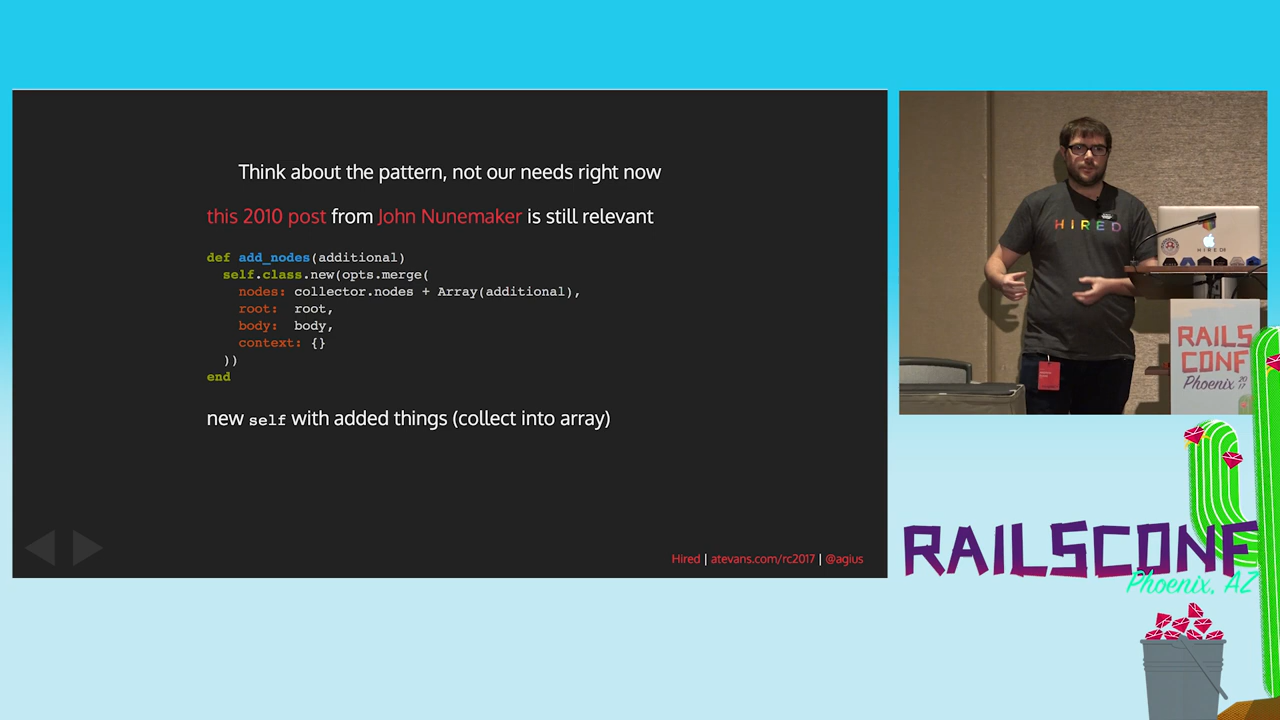 Think about the pattern, not our needs right now
this 2010 post from John Nunemaker is still relevant
def add_nodes(additional)
  self.class.new(opts.merge(
    nodes: collector.nodes + Array(additional),
    root:  root,
    body:  body,
    context: {}
  ))
end
new self with added things (collect into array)
Hired | atevans.com/rc2017 | @agius
HIRED
RAILS
CONF
Phoenix 2017
RAILSCONF
Phoenix, AZ